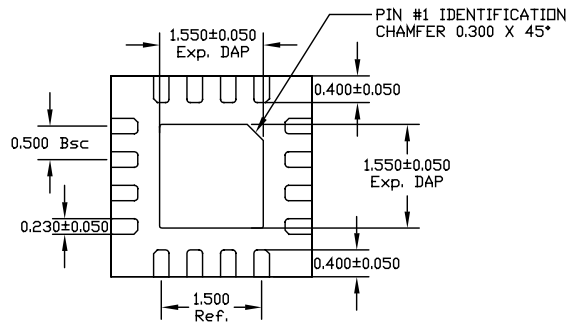 PIN #1 IDENTIFICATION
CHAMFER 0.300 X 45°
1.550±0.050
Exp. DAP
0.400±0.050
0.500 Bsc
1.550±0.050
Exp. DAP
0.230±0.050
0.400±0.050
1.500
Ref.